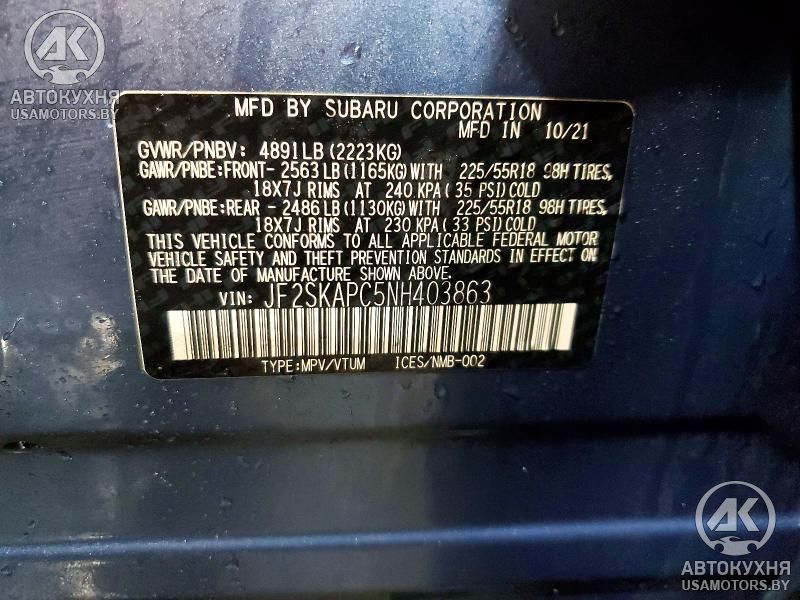 AK
АВТОКУХНЯ
USAMOTORS.BY
MFD BY SUBARU CORPORATION
MFD IN 10/21
GVWR/PNBV: 4891LB (2223KG)
GAWR/PNBE:FRONT- 2563LB (1165KG)WITH 225/55R18 98H TIRES,
18X7J RIMS AT 240 KPA (35 PSI)COLD
GAWR/PNBE:REAR - 2486LB (1130KG)WITH 225/55R18 98H TIRES,
18X7J RIMS AT 230 KPA (33 PSI)COLD
THIS VEHICLE CONFORMS TO ALL APPLICABLE FEDERAL MOTOR
VEHICLE SAFETY AND THEFT PREVENTION STANDARDS IN EFFECT ON
THE DATE OF MANUFACTURE SHOWN ABOVE.
VIN: JF2SKAPC5NH403863
TYPE:MPV/VTUM ICES/NMB-002
AK
АВТОКУХНЯ
USAMOTORS.BY